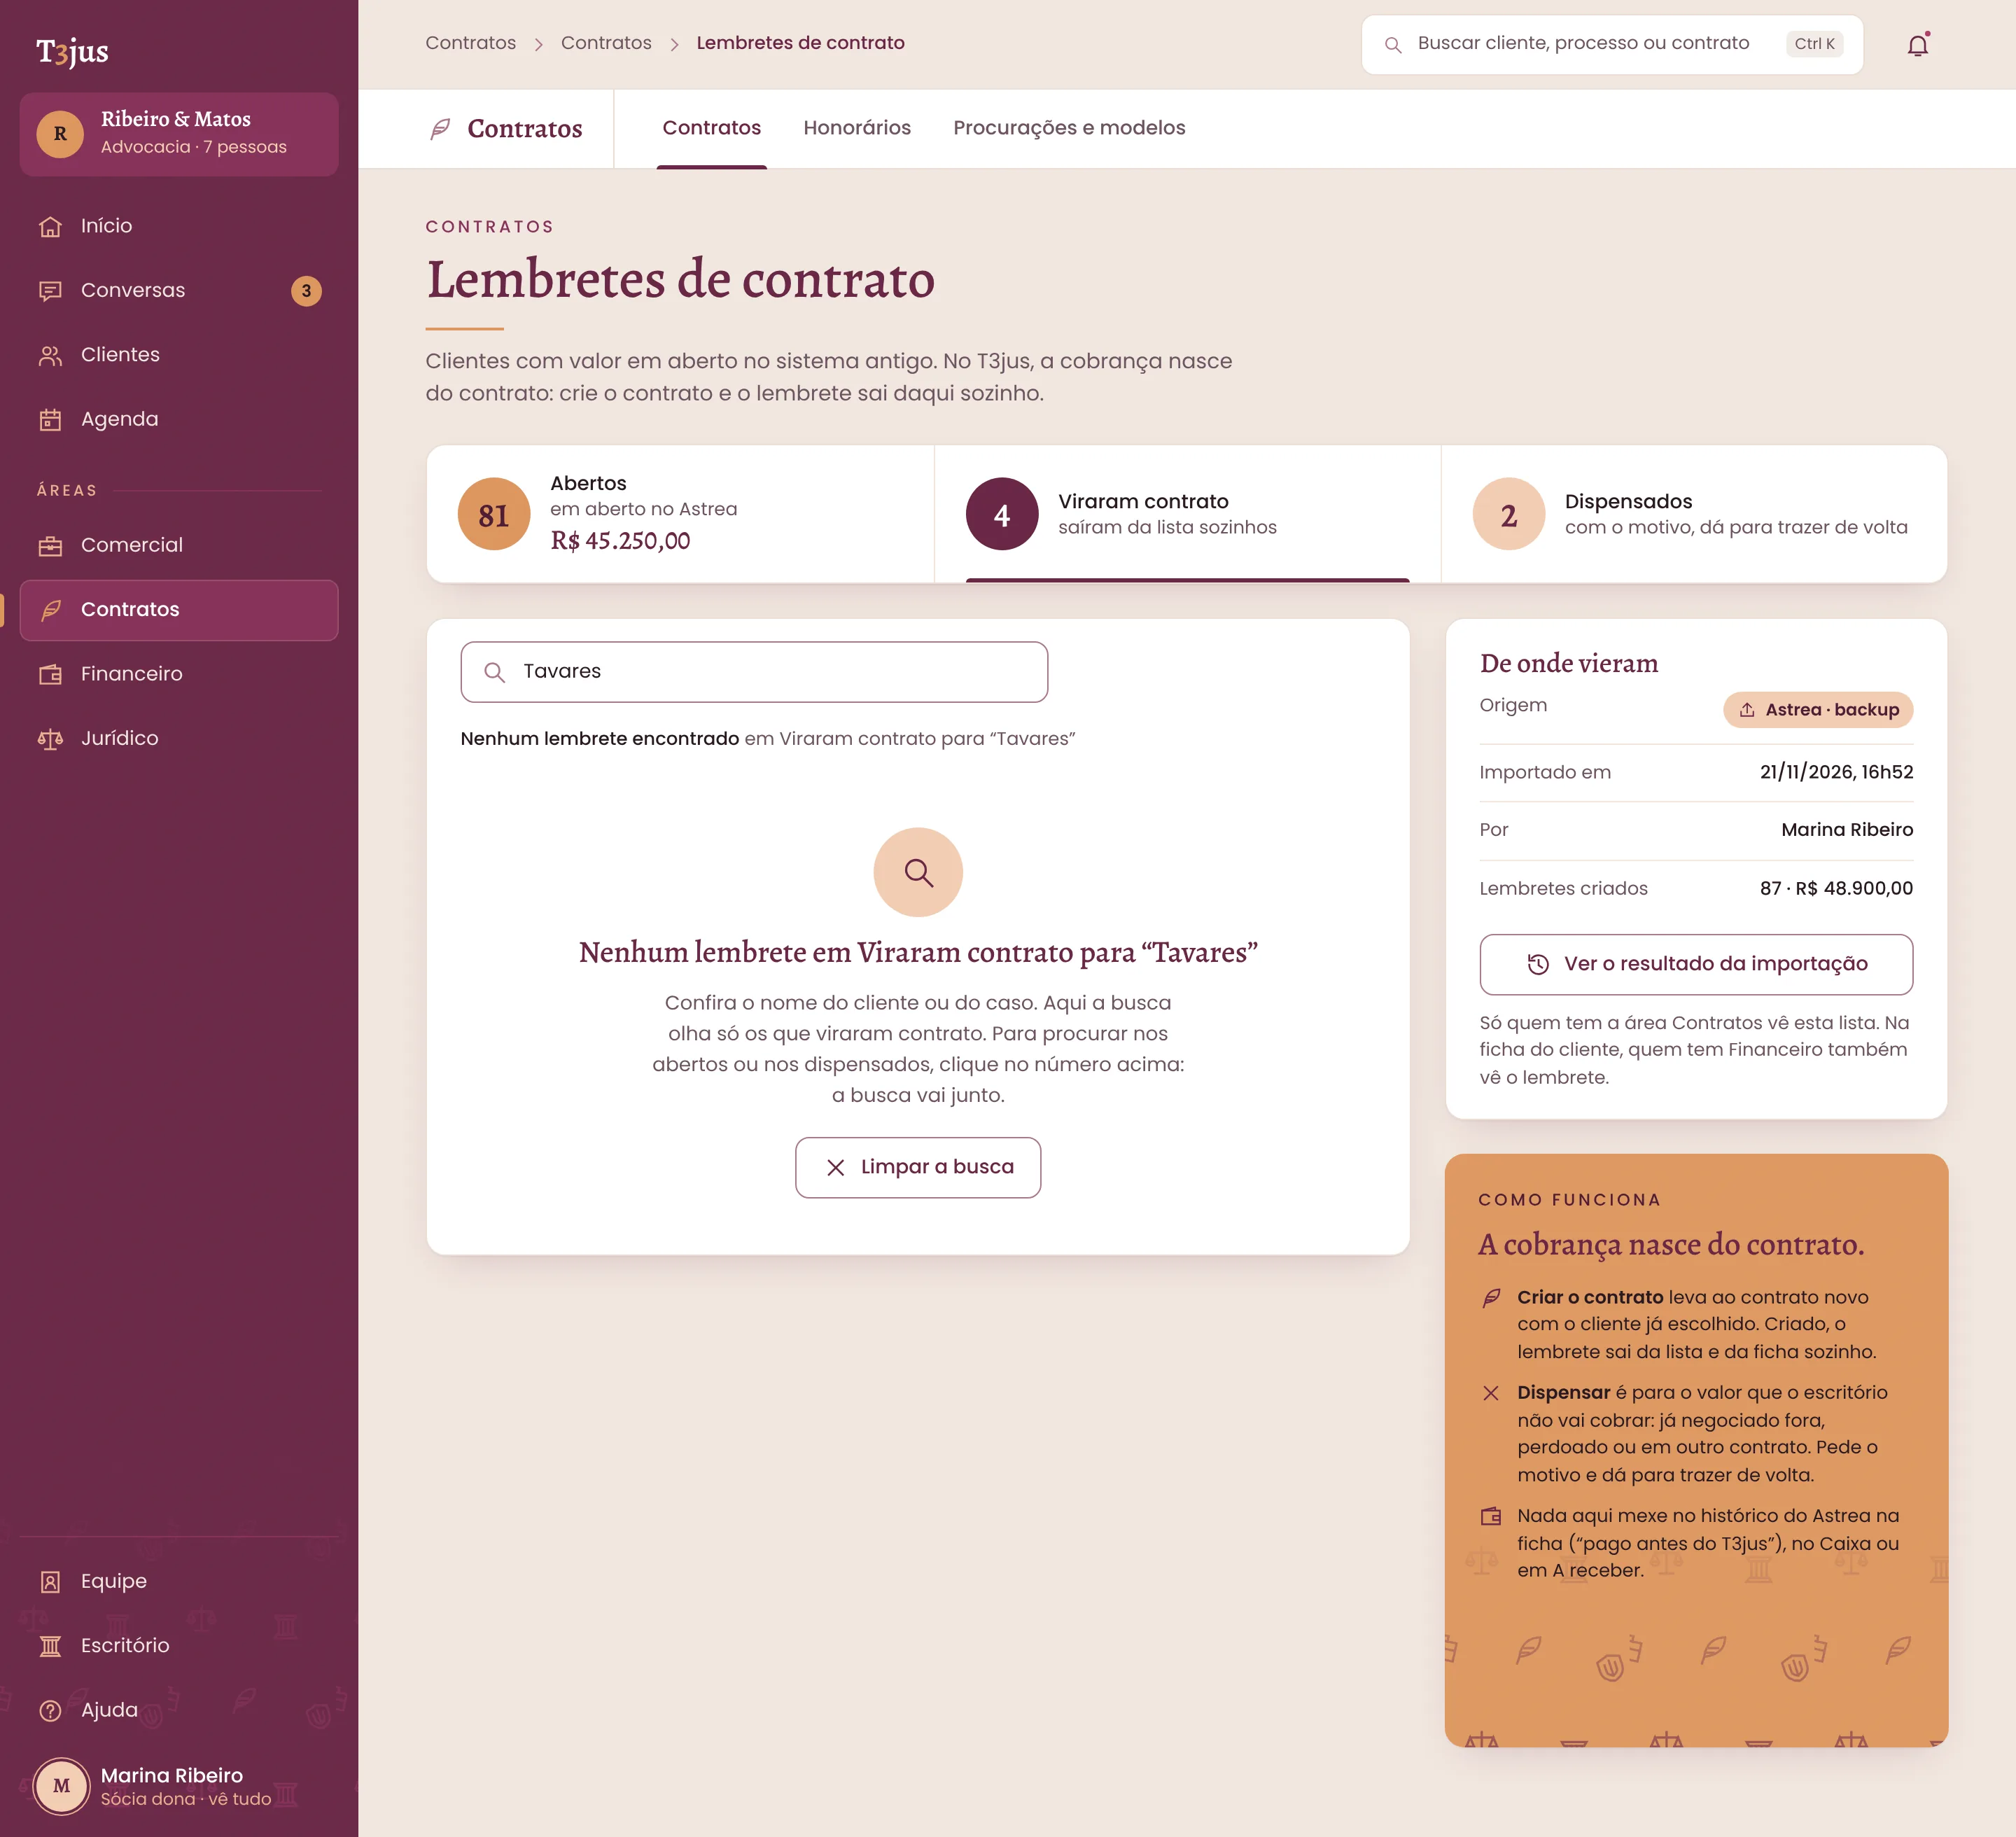 T3jus
R
Ribeiro & Matos
Advocacia · 7 pessoas
Início
Conversas
3
Clientes
Agenda
ÁREAS
Comercial
Contratos
Financeiro
Jurídico
Equipe
Escritório
Ajuda
M
Marina Ribeiro
Sócia dona · vê tudo
Contratos
Contratos
Lembretes de contrato
Buscar cliente, processo ou contrato
Ctrl K
Contratos
Contratos
Honorários
Procurações e modelos
CONTRATOS
Lembretes de contrato
Clientes com valor em aberto no sistema antigo. No T3jus, a cobrança nasce
do contrato: crie o contrato e o lembrete sai daqui sozinho.
81
Abertos
em aberto no Astrea
R$ 45.250,00
4
Viraram contrato
saíram da lista sozinhos
2
Dispensados
com o motivo, dá para trazer de volta
Tavares
Nenhum lembrete encontrado em Viraram contrato para “Tavares”
Nenhum lembrete em Viraram contrato para “Tavares”
Confira o nome do cliente ou do caso. Aqui a busca
olha só os que viraram contrato. Para procurar nos
abertos ou nos dispensados, clique no número acima:
a busca vai junto.
Limpar a busca
De onde vieram
Origem
Astrea · backup
Importado em
21/11/2026, 16h52
Por
Marina Ribeiro
Lembretes criados
87 · R$ 48.900,00
Ver o resultado da importação
Só quem tem a área Contratos vê esta lista. Na
ficha do cliente, quem tem Financeiro também
vê o lembrete.
COMO FUNCIONA
A cobrança nasce do contrato.
Criar o contrato leva ao contrato novo
com o cliente já escolhido. Criado, o
lembrete sai da lista e da ficha sozinho.
Dispensar é para o valor que o escritório
não vai cobrar: já negociado fora,
perdoado ou em outro contrato. Pede o
motivo e dá para trazer de volta.
Nada aqui mexe no histórico do Astrea na
ficha (“pago antes do T3jus”), no Caixa ou
em A receber.